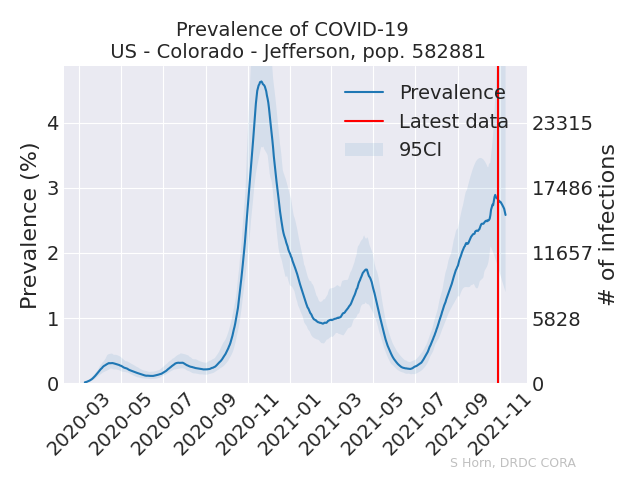 Prevalence of COVID-19
US - Colorado - Jefferson, pop. 582881
Prevalence
Latest data
95CI
Prevalence (%)
4
3
2
1
0
23315
17486
11657
5828
0
# of infections
2020-03
2020-05
2020-07
2020-09
2020-11
2021-01
2021-03
2021-05
2021-07
2021-09
2021-11
S Horn, DRDC CORA